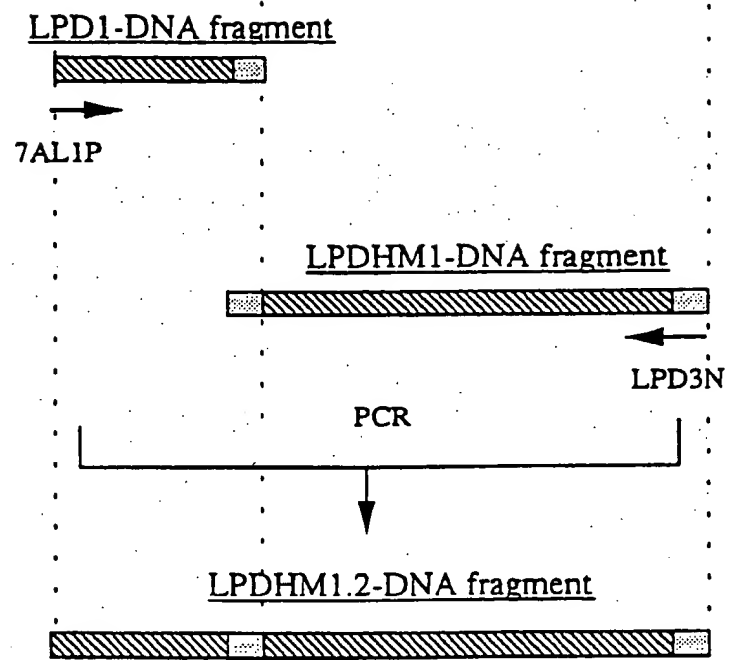 LPD1-DNA fragment
7AL1P
LPDHM1-DNA fragment
LPD3N
PCR
LPDHM1.2-DNA fragment